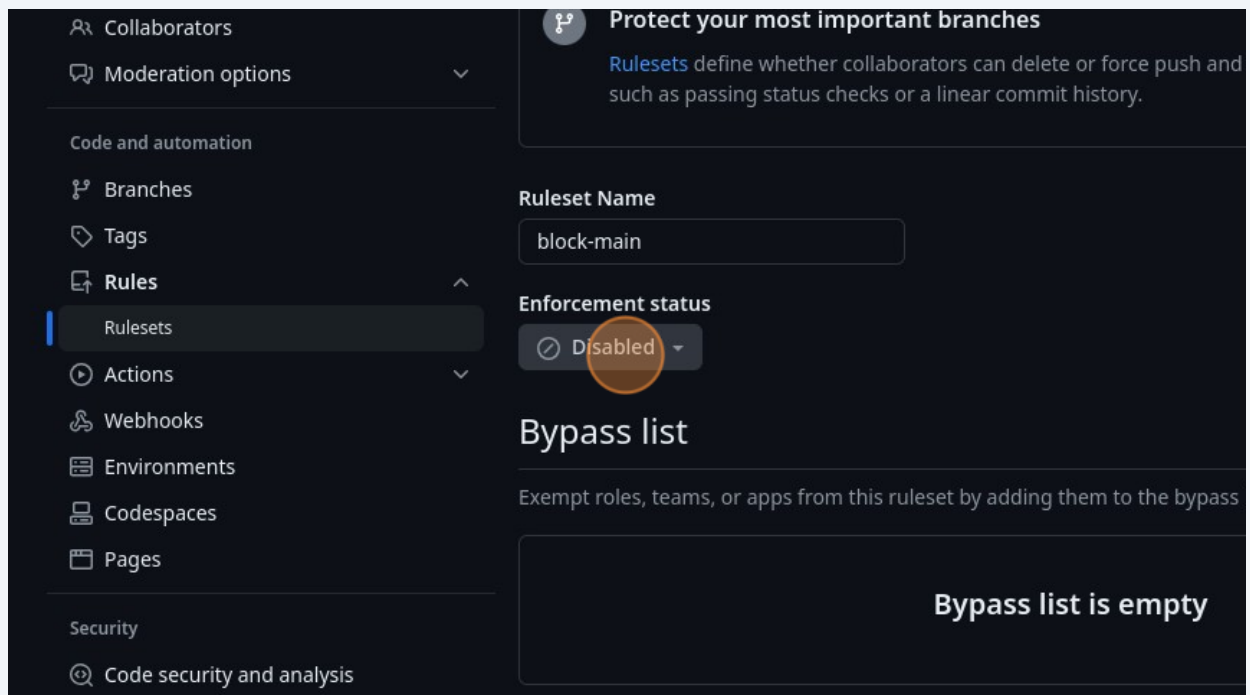 Collaborators
Moderation options
Code and automation
Branches
Tags
Rules
Rulesets
Actions
Webhooks
Environments
Codespaces
Pages
Security
Code security and analysis
Protect your most important branches
Rulesets define whether collaborators can delete or force push and
such as passing status checks or a linear commit history.
Ruleset Name
block-main
Enforcement status
Disabled
Bypass list
Exempt roles, teams, or apps from this ruleset by adding them to the bypass
Bypass list is empty